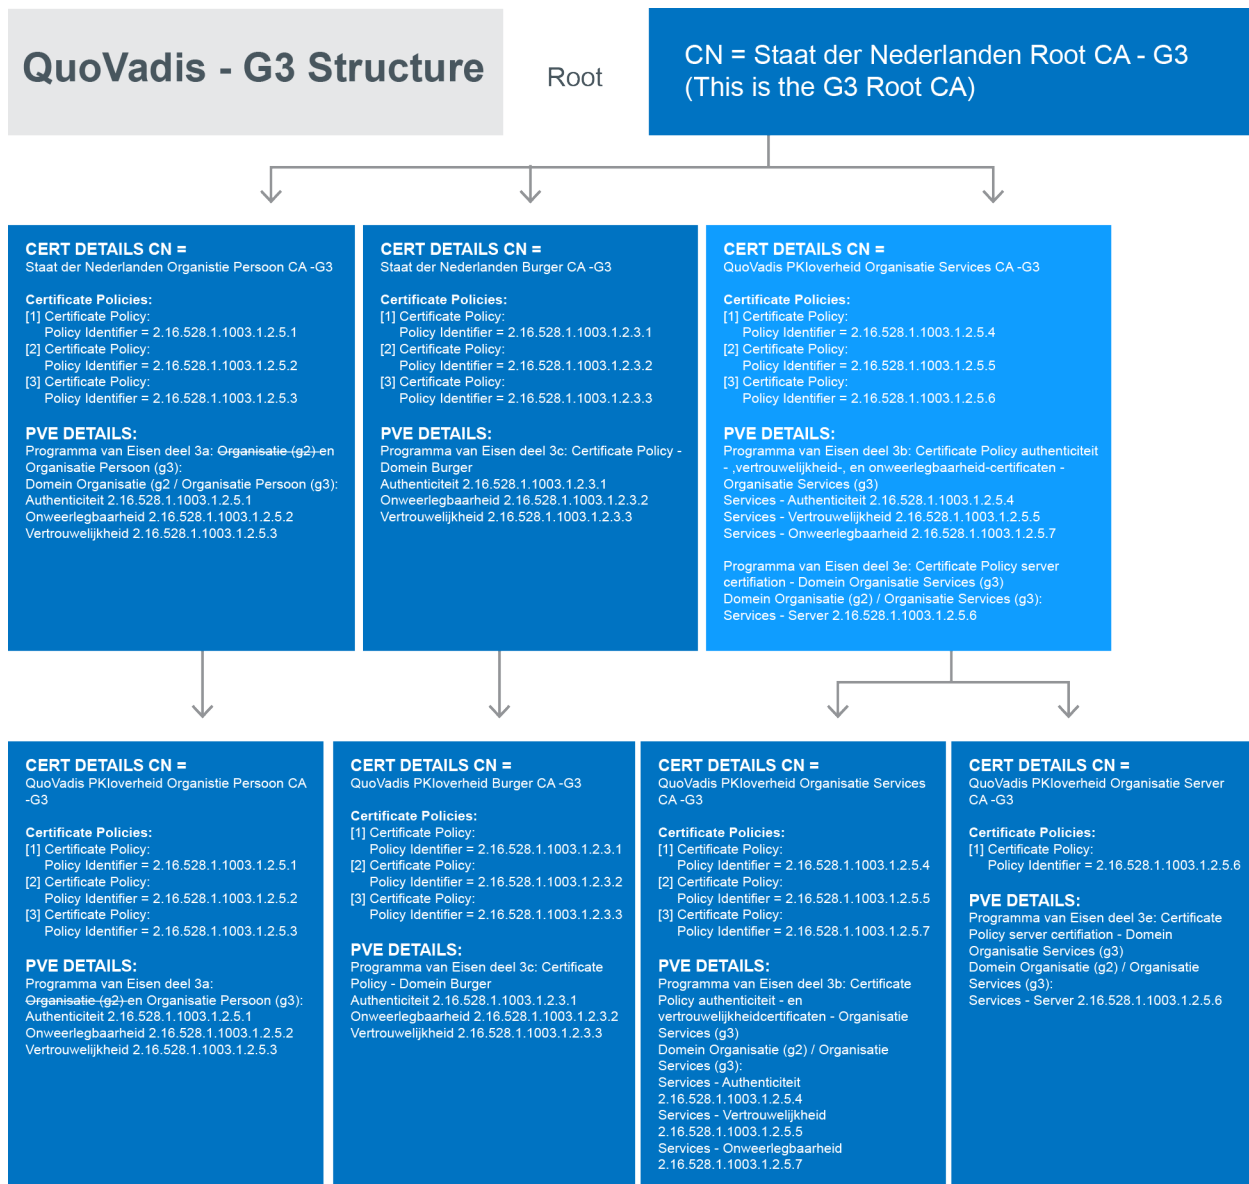 QuoVadis - G3 Structure
Root
CN = Staat der Nederlanden Root CA - G3
(This is the G3 Root CA)
CERT DETAILS CN =
Staat der Nederlanden Organistie Persoon CA -G3
Certificate Policies:
[1] Certificate Policy:
Policy Identifier = 2.16.528.1.1003.1.2.5.1
[2] Certificate Policy:
Policy Identifier = 2.16.528.1.1003.1.2.5.2
[3] Certificate Policy:
Policy Identifier = 2.16.528.1.1003.1.2.5.3
PVE DETAILS:
Programma van Eisen deel 3a: Organisatie (g2) en
Organisatie Persoon (g3):
Domein Organisatie (g2 / Organisatie Persoon (g3):
Authenticiteit 2.16.528.1.1003.1.2.5.1
Onweerlegbaarheid 2.16.528.1.1003.1.2.5.2
Vertrouwelijkheid 2.16.528.1.1003.1.2.5.3
CERT DETAILS CN =
Staat der Nederlanden Burger CA -G3
Certificate Policies:
[1] Certificate Policy:
Policy Identifier = 2.16.528.1.1003.1.2.3.1
[2] Certificate Policy:
Policy Identifier = 2.16.528.1.1003.1.2.3.2
[3] Certificate Policy:
Policy Identifier = 2.16.528.1.1003.1.2.3.3
PVE DETAILS:
Programma van Eisen deel 3c: Certificate Policy -
Domein Burger
Authenticiteit 2.16.528.1.1003.1.2.3.1
Onweerlegbaarheid 2.16.528.1.1003.1.2.3.2
Vertrouwelijkheid 2.16.528.1.1003.1.2.3.3
CERT DETAILS CN =
QuoVadis PKIoverheid Organisatie Services CA -G3
Certificate Policies:
[1] Certificate Policy:
Policy Identifier = 2.16.528.1.1003.1.2.5.4
[2] Certificate Policy:
Policy Identifier = 2.16.528.1.1003.1.2.5.5
[3] Certificate Policy:
Policy Identifier = 2.16.528.1.1003.1.2.5.6
PVE DETAILS:
Programma van Eisen deel 3b: Certificate Policy authenticiteit
- ,vertrouwelijkheid-, en onweerlegbaarheid-certificaten -
Organisatie Services (g3)
Services - Authenticiteit 2.16.528.1.1003.1.2.5.4
Services - Vertrouwelijkheid 2.16.528.1.1003.1.2.5.5
Services - Onweerlegbaarheid 2.16.528.1.1003.1.2.5.7
Programma van Eisen deel 3e: Certificate Policy server
certifiation - Domein Organisatie Services (g3)
Domein Organisatie (g2) / Organisatie Services (g3):
Services - Server 2.16.528.1.1003.1.2.5.6
CERT DETAILS CN =
QuoVadis PKIoverheid Organistie Persoon CA
-G3
Certificate Policies:
[1] Certificate Policy:
Policy Identifier = 2.16.528.1.1003.1.2.5.1
[2] Certificate Policy:
Policy Identifier = 2.16.528.1.1003.1.2.5.2
[3] Certificate Policy:
Policy Identifier = 2.16.528.1.1003.1.2.5.3
PVE DETAILS:
Programma van Eisen deel 3a:
Organisatie (g2) en Organisatie Persoon (g3):
Authenticiteit 2.16.528.1.1003.1.2.5.1
Onweerlegbaarheid 2.16.528.1.1003.1.2.5.2
Vertrouwelijkheid 2.16.528.1.1003.1.2.5.3
CERT DETAILS CN =
QuoVadis PKIoverheid Burger CA -G3
Certificate Policies:
[1] Certificate Policy:
Policy Identifier = 2.16.528.1.1003.1.2.3.1
[2] Certificate Policy:
Policy Identifier = 2.16.528.1.1003.1.2.3.2
[3] Certificate Policy:
Policy Identifier = 2.16.528.1.1003.1.2.3.3
PVE DETAILS:
Programma van Eisen deel 3c: Certificate
Policy - Domein Burger
Authenticiteit 2.16.528.1.1003.1.2.3.1
Onweerlegbaarheid 2.16.528.1.1003.1.2.3.2
Vertrouwelijkheid 2.16.528.1.1003.1.2.3.3
CERT DETAILS CN =
QuoVadis PKIoverheid Organisatie Services
CA -G3
Certificate Policies:
[1] Certificate Policy:
Policy Identifier = 2.16.528.1.1003.1.2.5.4
[2] Certificate Policy:
Policy Identifier = 2.16.528.1.1003.1.2.5.5
[3] Certificate Policy:
Policy Identifier = 2.16.528.1.1003.1.2.5.7
PVE DETAILS:
Programma van Eisen deel 3b: Certificate
Policy authenticiteit - en
vertrouwelijkheidcertificaten - Organisatie
Services (g3)
Domein Organisatie (g2) / Organisatie
Services (g3):
Services - Authenticiteit
2.16.528.1.1003.1.2.5.4
Services - Vertrouwelijkheid
2.16.528.1.1003.1.2.5.5
Services - Onweerlegbaarheid
2.16.528.1.1003.1.2.5.7
CERT DETAILS CN =
QuoVadis PKIoverheid Organisatie Server
CA -G3
Certificate Policies:
[1] Certificate Policy:
Policy Identifier = 2.16.528.1.1003.1.2.5.6
PVE DETAILS:
Programma van Eisen deel 3e: Certificate
Policy server certifiation - Domein
Organisatie Services (g3)
Domein Organisatie (g2) / Organisatie
Services (g3):
Services - Server 2.16.528.1.1003.1.2.5.6